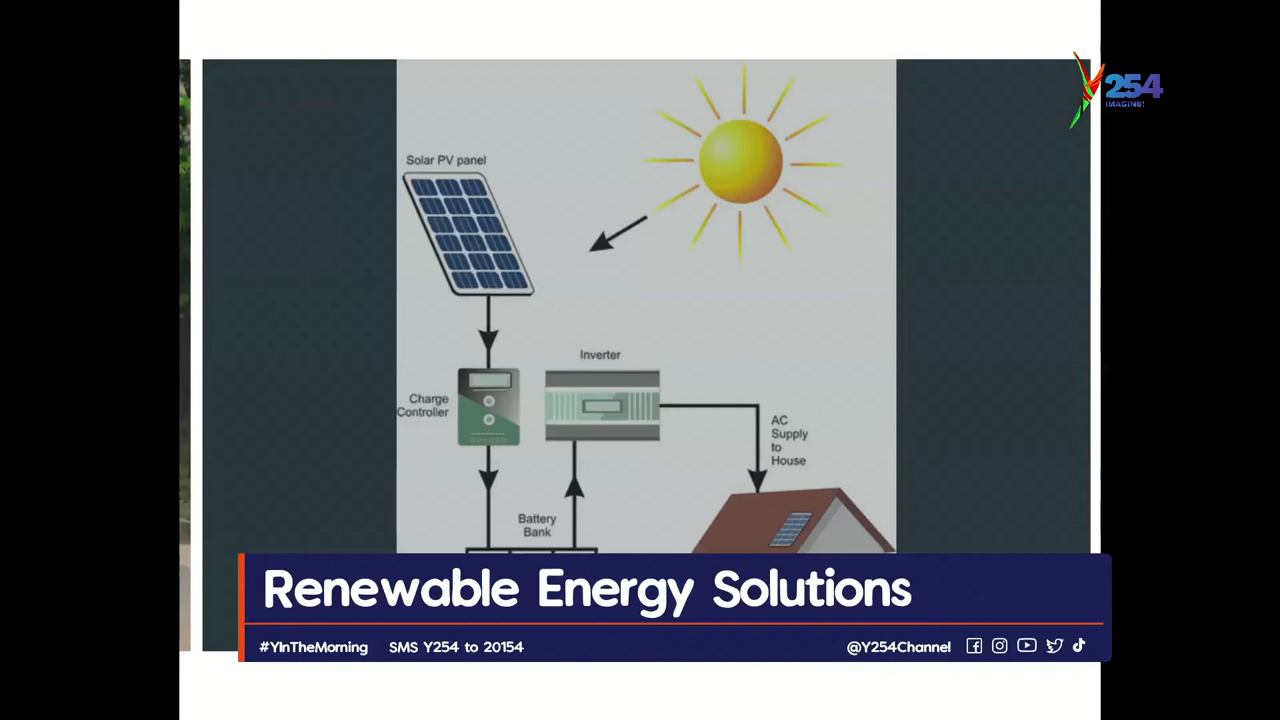 254
IMAGINE!
Solar PV panel
Inverter
Charge
Controller
AC
Supply
to
House
Battery
Bank
Renewable Energy Solutions
#YInTheMorning SMS Y254 to 20154
@Y254Channel